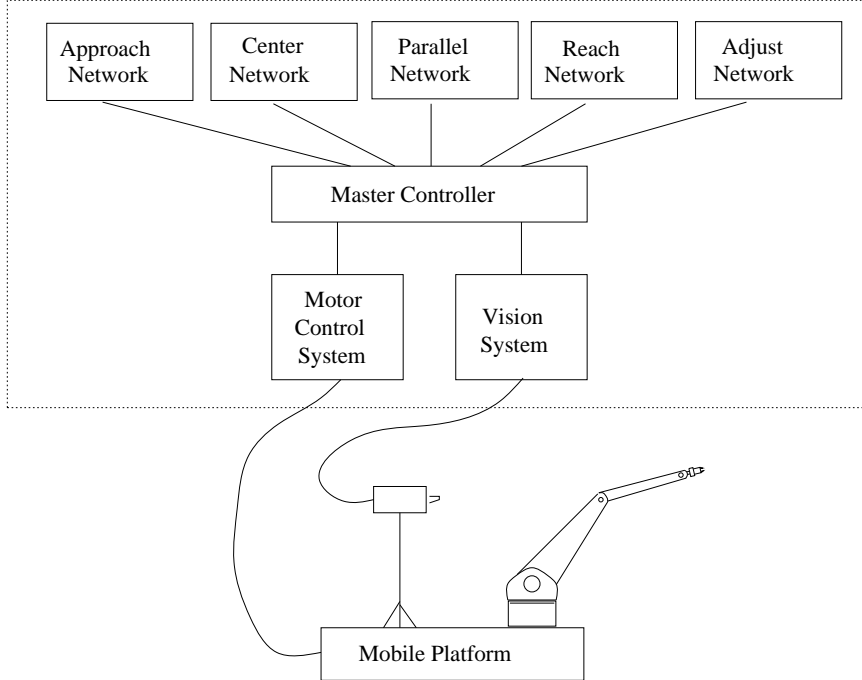 Approach
Network
Center
Network
Parallel
Network
Reach
Network
Adjust
Network
Master Controller
Motor
Control
System
Vision
System
Mobile Platform